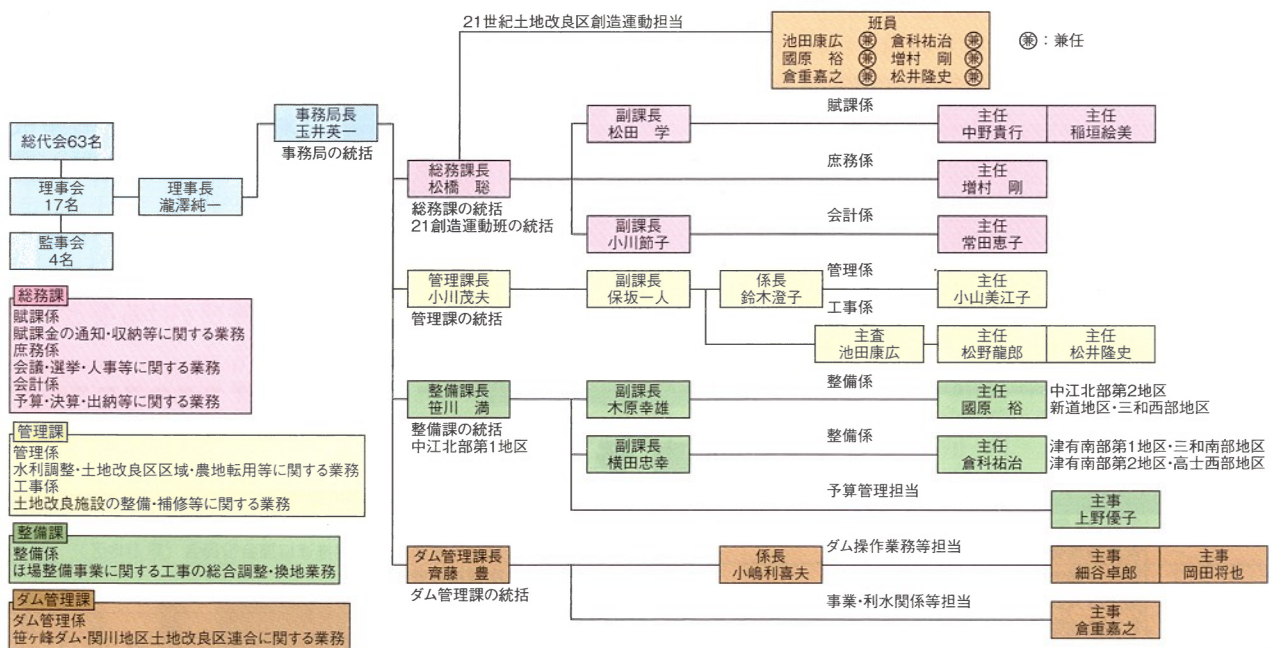 21世紀土地改良区創造運動担当
班員
池田康広 ㊎ 倉科祐治 ㊎
國原 裕 ㊎ 増村 剛 ㊎
倉重嘉之 ㊎ 松井隆史 ㊎
㊎：兼任
総代会63名
理事会
17名
監事会
4名
理事長
瀧澤純一
事務局長
玉井英一
事務局の統括
総務課長
松橋 聡
総務課の統括
21創造運動班の統括
副課長
松田 学
賦課係
主任
中野貴行
主任
稲垣絵美
庶務係
主任
増村 剛
副課長
小川節子
会計係
主任
常田恵子
管理課長
小川茂夫
管理課の統括
副課長
保坂一人
係長
鈴木澄子
管理係
主任
小山美江子
工事係
主査
池田康広
主任
松野龍郎
主任
松井隆史
整備課長
笹川 満
整備課の統括
中江北部第1地区
副課長
木原幸雄
整備係
主任
國原 裕
中江北部第2地区
新道地区・三和西部地区
副課長
横田忠幸
整備係
主任
倉科祐治
津有南部第1地区・三和南部地区
津有南部第2地区・高士西部地区
予算管理担当
主事
上野優子
ダム管理課長
齊藤 豊
ダム管理課の統括
係長
小嶋利喜夫
ダム操作業務等担当
主事
細谷卓郎
主事
岡田将也
事業・利水関係等担当
主事
倉重嘉之
総務課
賦課係
賦課金の通知・収納等に関する業務
庶務係
会議・選挙・人事等に関する業務
会計係
予算・決算・出納等に関する業務
管理課
管理係
水利調整・土地改良区区域・農地転用等に関する業務
工事係
土地改良施設の整備・補修等に関する業務
整備課
整備係
ほ場整備事業に関する工事の総合調整・換地業務
ダム管理課
ダム管理係
笹ヶ峰ダム・関川地区土地改良区連合に関する業務